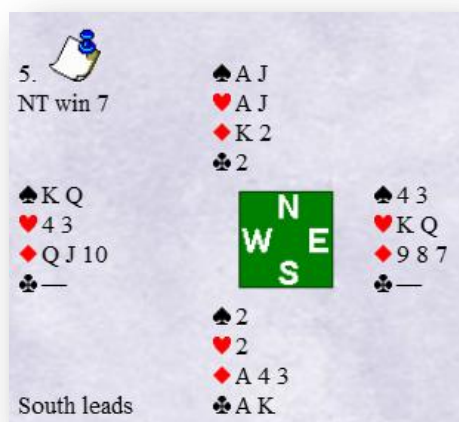 5.
NT win 7
♠ A J
♥ A J
♦ K 2
♣ 2
♠ K Q
♥ 4 3
♦ Q J 10
♣ —
N
W E
S
♠ 4 3
♥ K Q
♦ 9 8 7
♣ —
♠ 2
♥ 2
♦ A 4 3
♣ A K
South leads